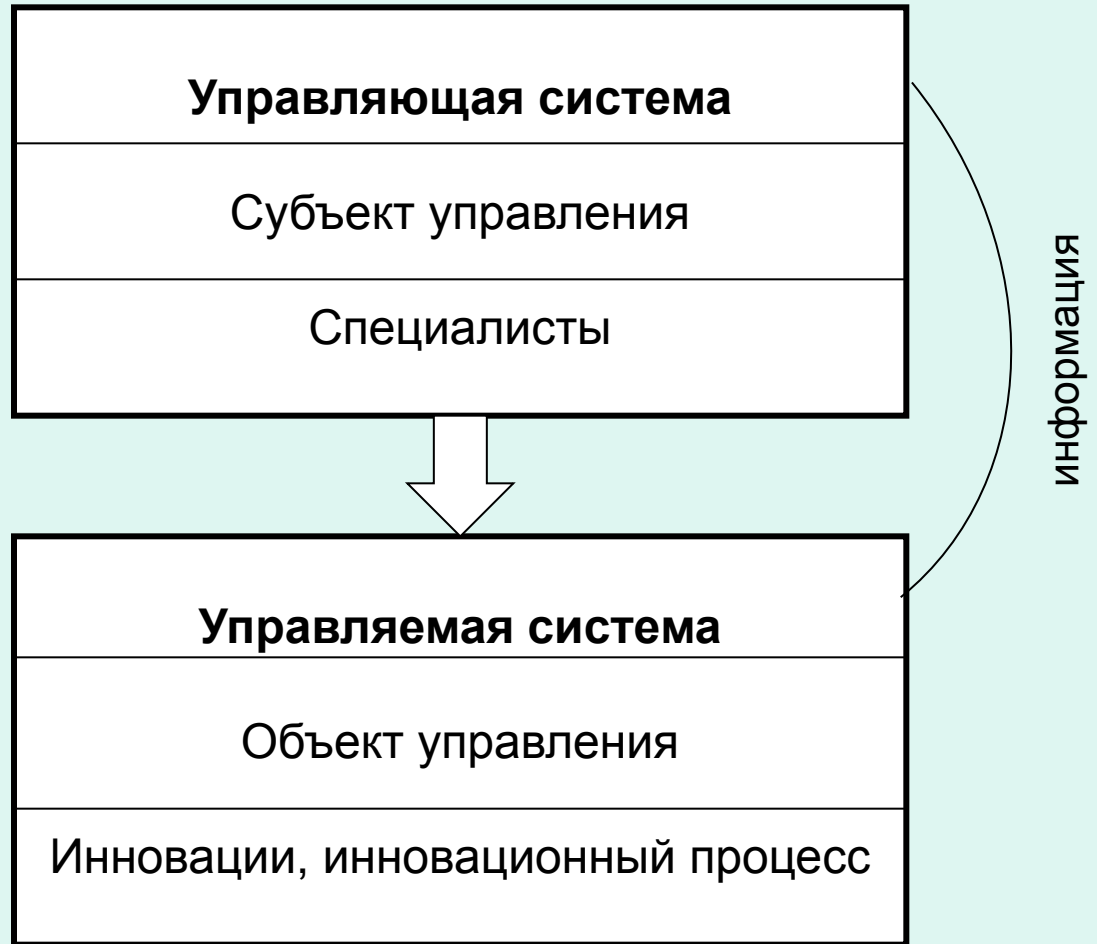 Управляющая система
Субъект управления
Специалисты
информация
Управляемая система
Объект управления
Инновации, инновационный процесс